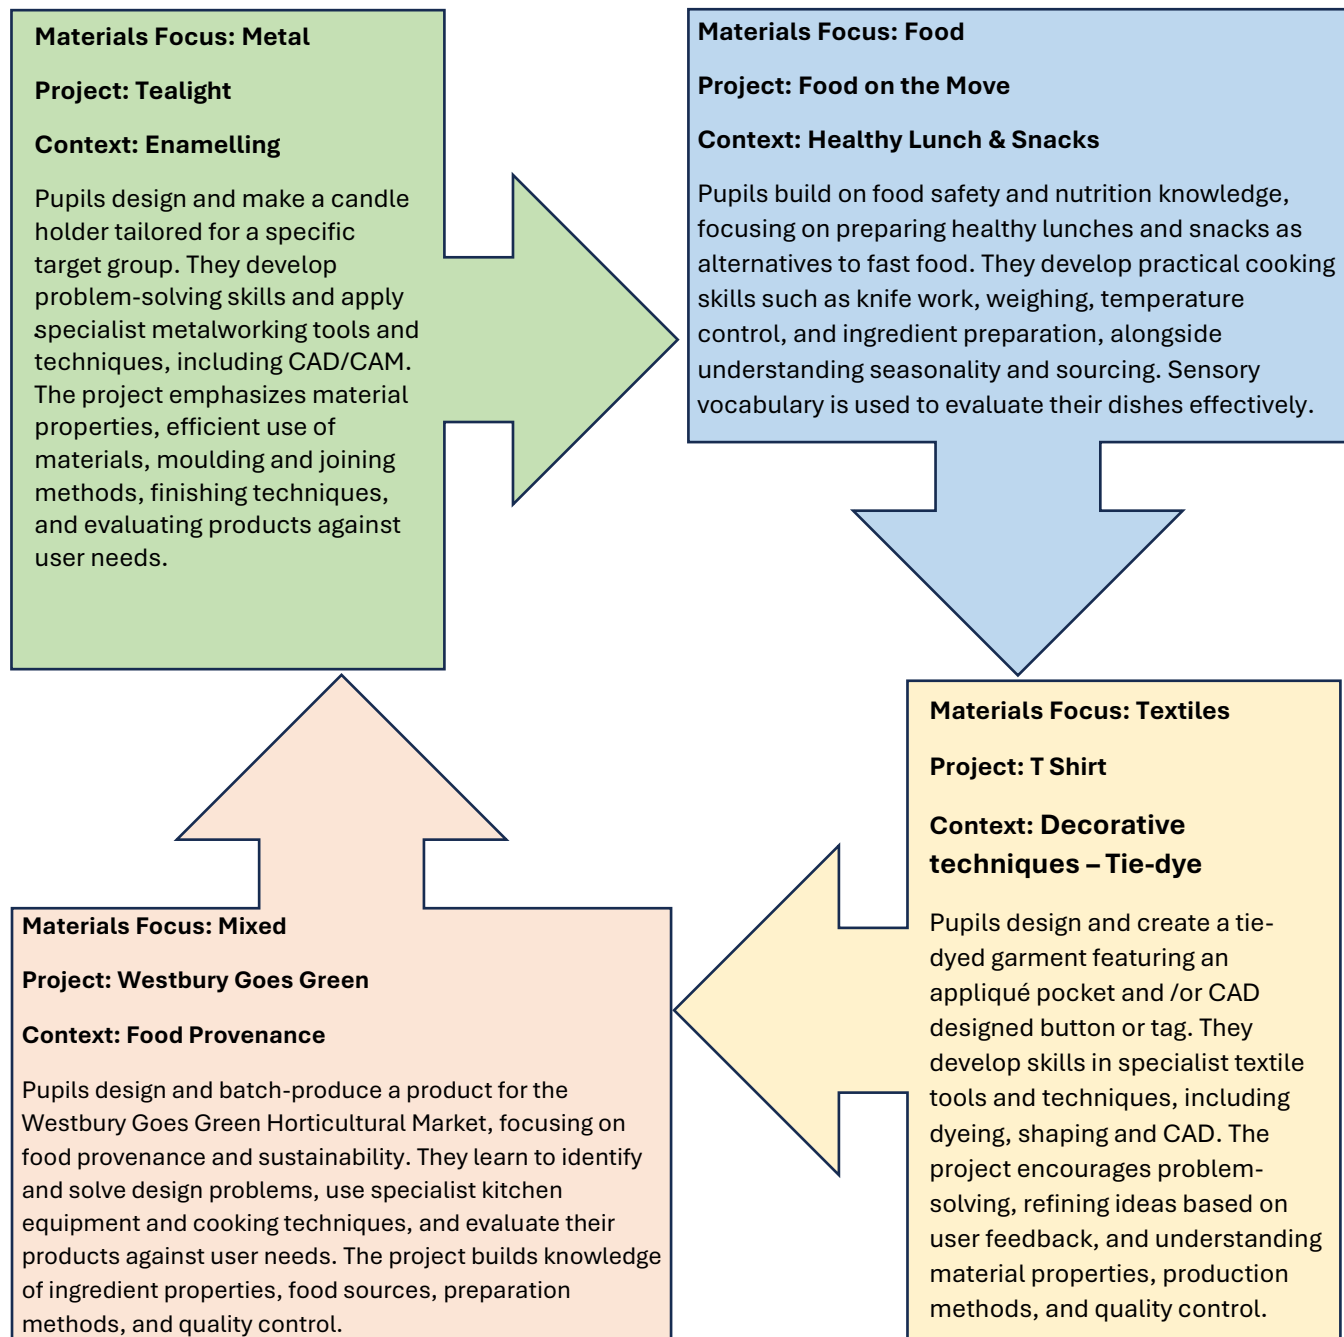 Materials Focus: Metal
Project: Tealight
Context: Enamelling
Pupils design and make a candle
holder tailored for a specific
target group. They develop
problem-solving skills and apply
specialist metalworking tools and
techniques, including CAD/CAM.
The project emphasizes material
properties, efficient use of
materials, moulding and joining
methods, finishing techniques,
and evaluating products against
user needs.
Materials Focus: Food
Project: Food on the Move
Context: Healthy Lunch & Snacks
Pupils build on food safety and nutrition knowledge,
focusing on preparing healthy lunches and snacks as
alternatives to fast food. They develop practical cooking
skills such as knife work, weighing, temperature
control, and ingredient preparation, alongside
understanding seasonality and sourcing. Sensory
vocabulary is used to evaluate their dishes effectively.
Materials Focus: Textiles
Project: T Shirt
Context: Decorative
techniques – Tie-dye
Pupils design and create a tie-
dyed garment featuring an
appliqué pocket and /or CAD
designed button or tag. They
develop skills in specialist textile
tools and techniques, including
dyeing, shaping and CAD. The
project encourages problem-
solving, refining ideas based on
user feedback, and understanding
material properties, production
methods, and quality control.
Materials Focus: Mixed
Project: Westbury Goes Green
Context: Food Provenance
Pupils design and batch-produce a product for the
Westbury Goes Green Horticultural Market, focusing on
food provenance and sustainability. They learn to identify
and solve design problems, use specialist kitchen
equipment and cooking techniques, and evaluate their
products against user needs. The project builds knowledge
of ingredient properties, food sources, preparation
methods, and quality control.